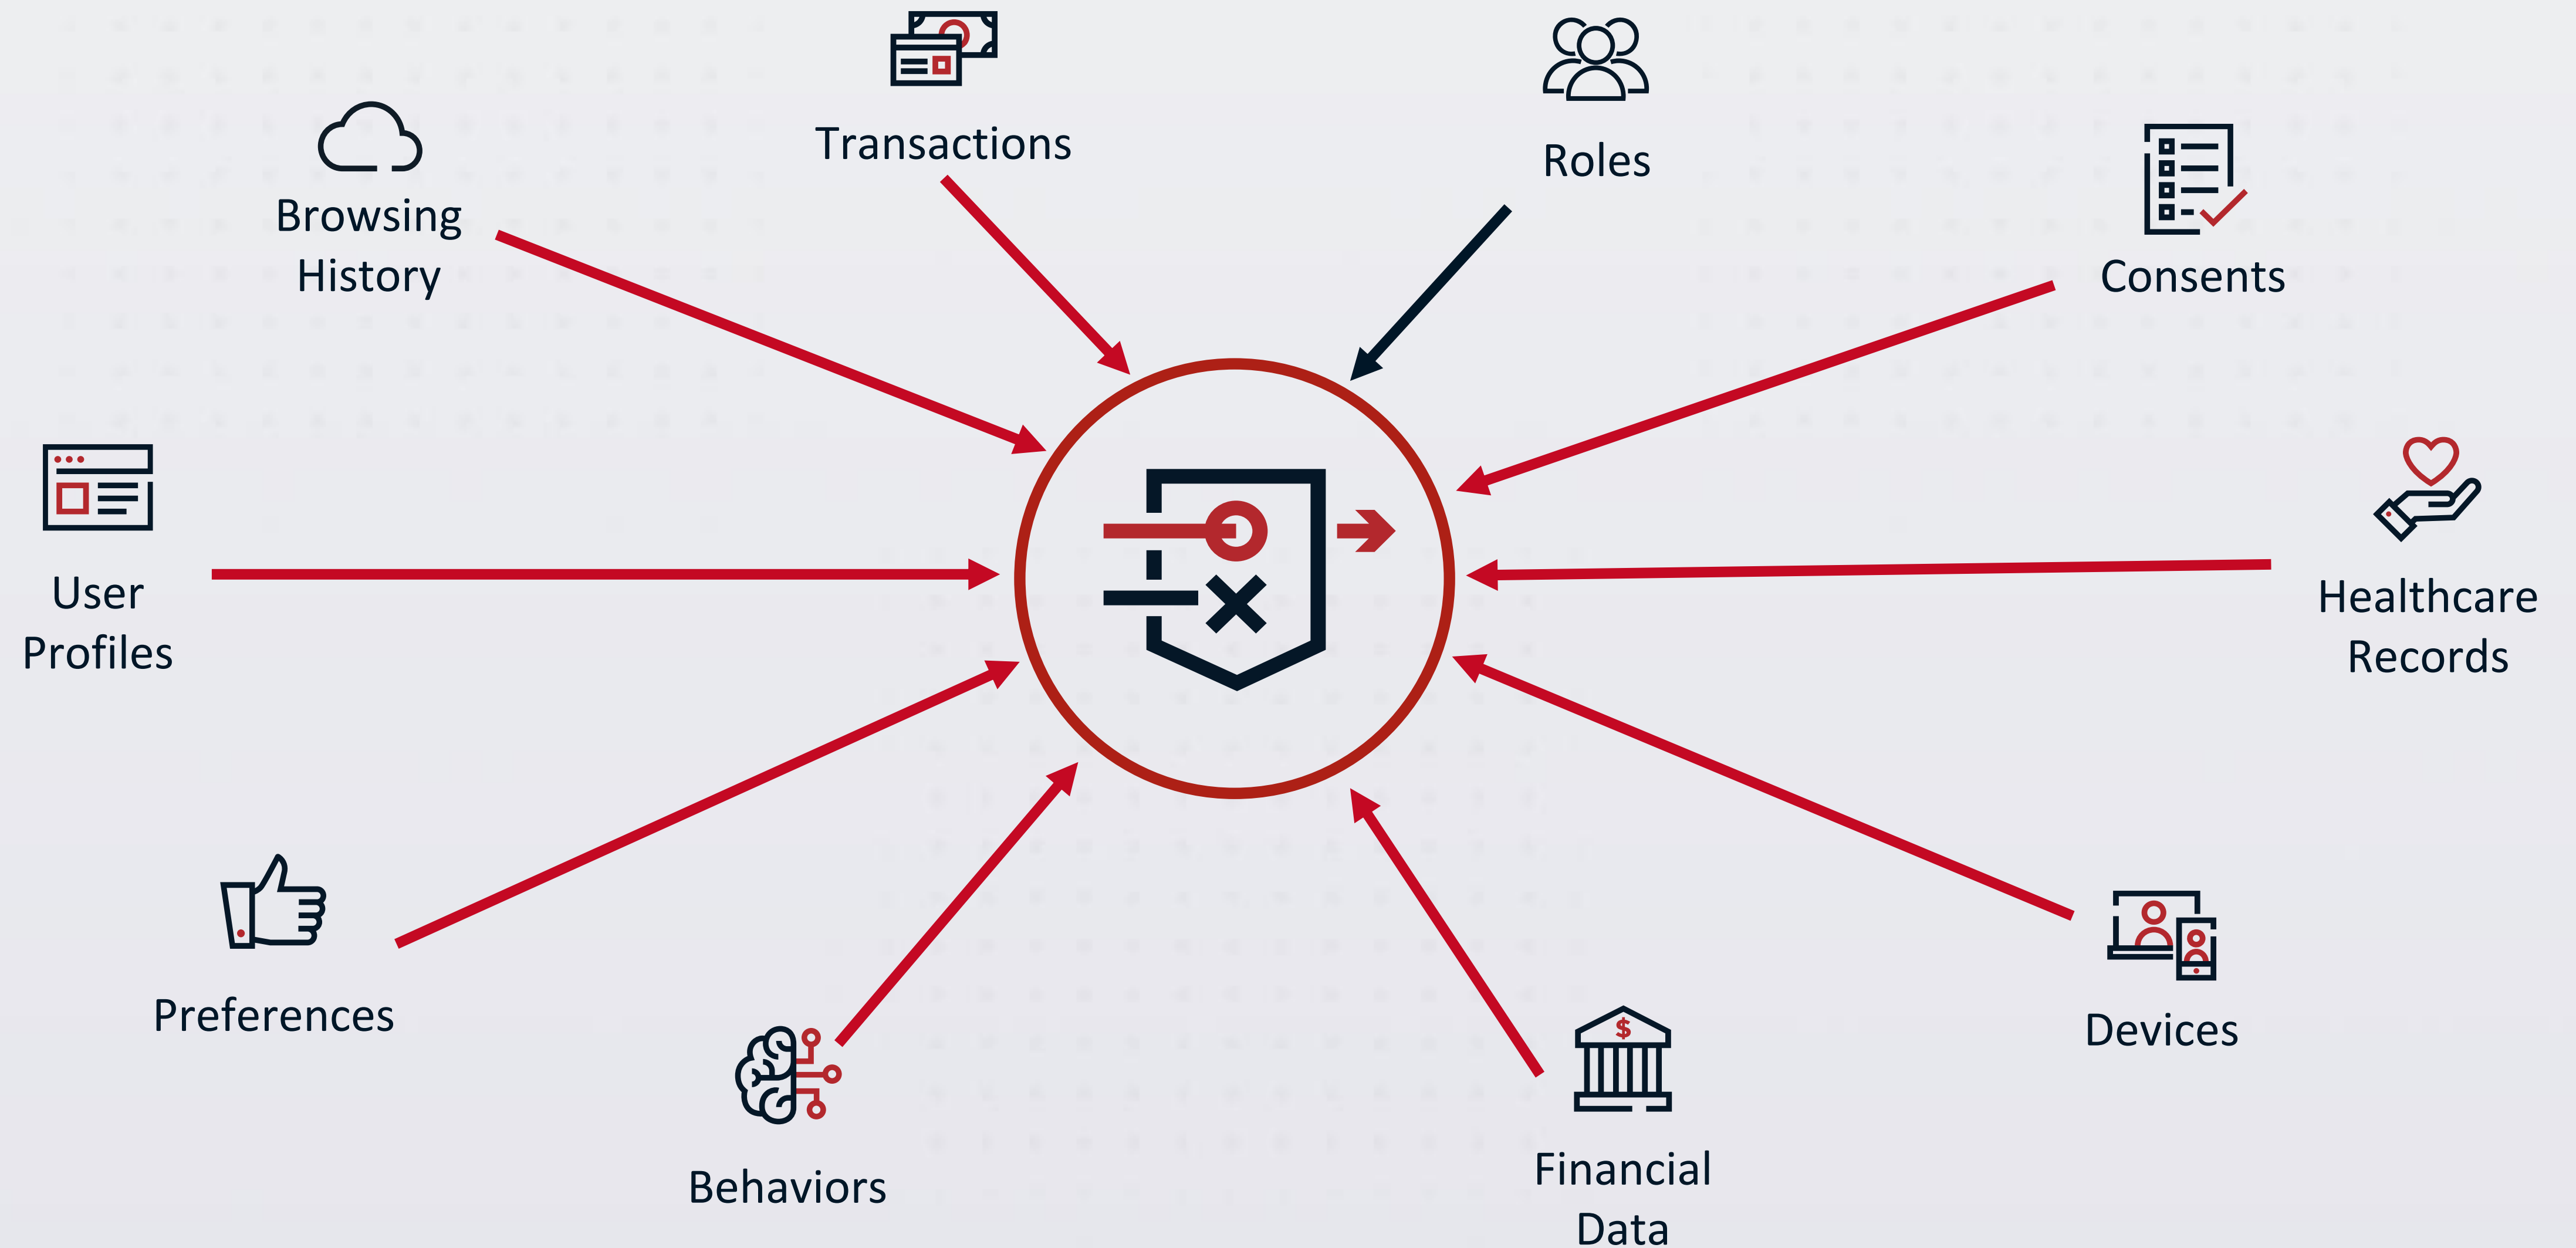 Transactions
Roles
Browsing
History
Consents
User
Profiles
Healthcare
Records
Preferences
Devices
Behaviors
$
Financial
Data